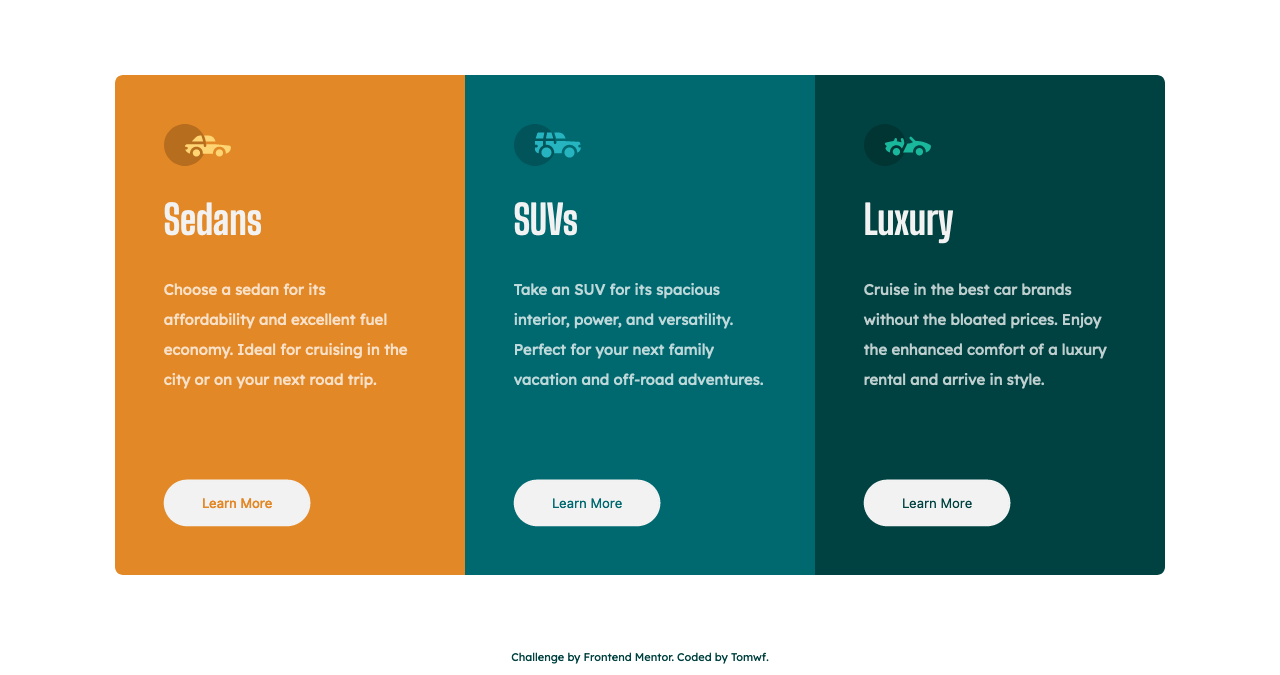 Sedans
Choose a sedan for its
affordability and excellent fuel
economy. Ideal for cruising in the
city or on your next road trip.
Learn More
SUVs
Take an SUV for its spacious
interior, power, and versatility.
Perfect for your next family
vacation and off-road adventures.
Learn More
Luxury
Cruise in the best car brands
without the bloated prices. Enjoy
the enhanced comfort of a luxury
rental and arrive in style.
Learn More
Challenge by Frontend Mentor. Coded by Tomwf.